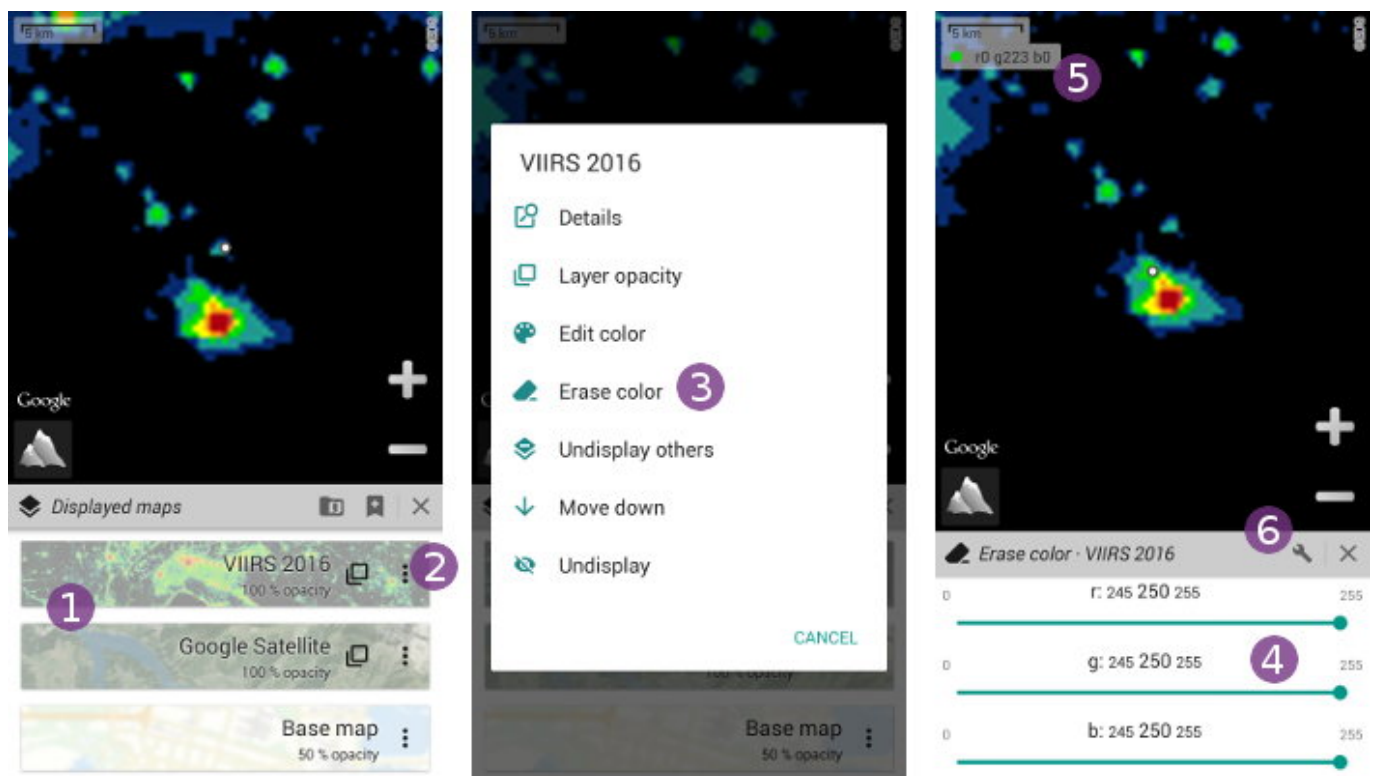 5 km
Google
Displayed maps
VIIRS 2016
100 % opacity
1
2
Google Satellite
100 % opacity
Base map
50 % opacity
5 km
VIIRS 2016
Details
Layer opacity
Edit color
Erase color
3
Undisplay others
Move down
Undisplay
CANCEL
100 % opacity
Base map
50 % opacity
5 km
r0 g223 b0
5
Google
6
Erase color · VIIRS 2016
0 r: 245 250 255 255
0 g: 245 250 255 4 255
0 b: 245 250 255 255